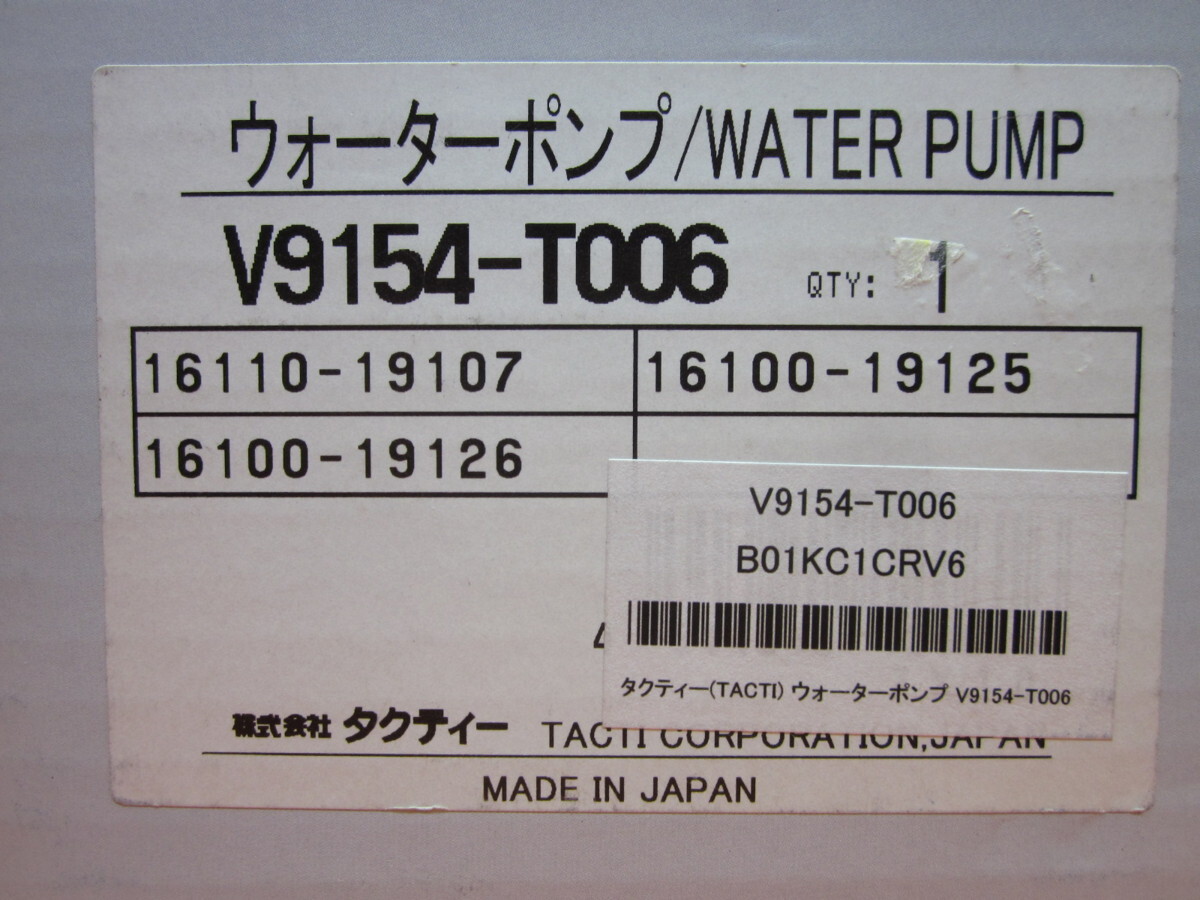 ウォーターポンプ/WATER PUMP
V9154-T006 QTY: 1
16110-19107 16100-19125
16100-19126
V9154-T006
B01KC1CRV6
タクティー(TACTI) ウォーターポンプ V9154-T006
株式会社 タクティー TACTI CORPORATION,JAPAN
MADE IN JAPAN